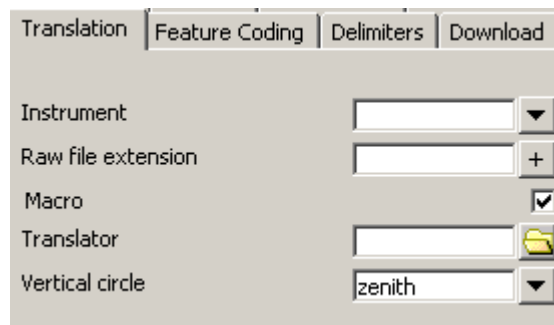 Translation Feature Coding Delimiters Download
Instrument
Raw file extension +
Macro
Translator
Vertical circle zenith